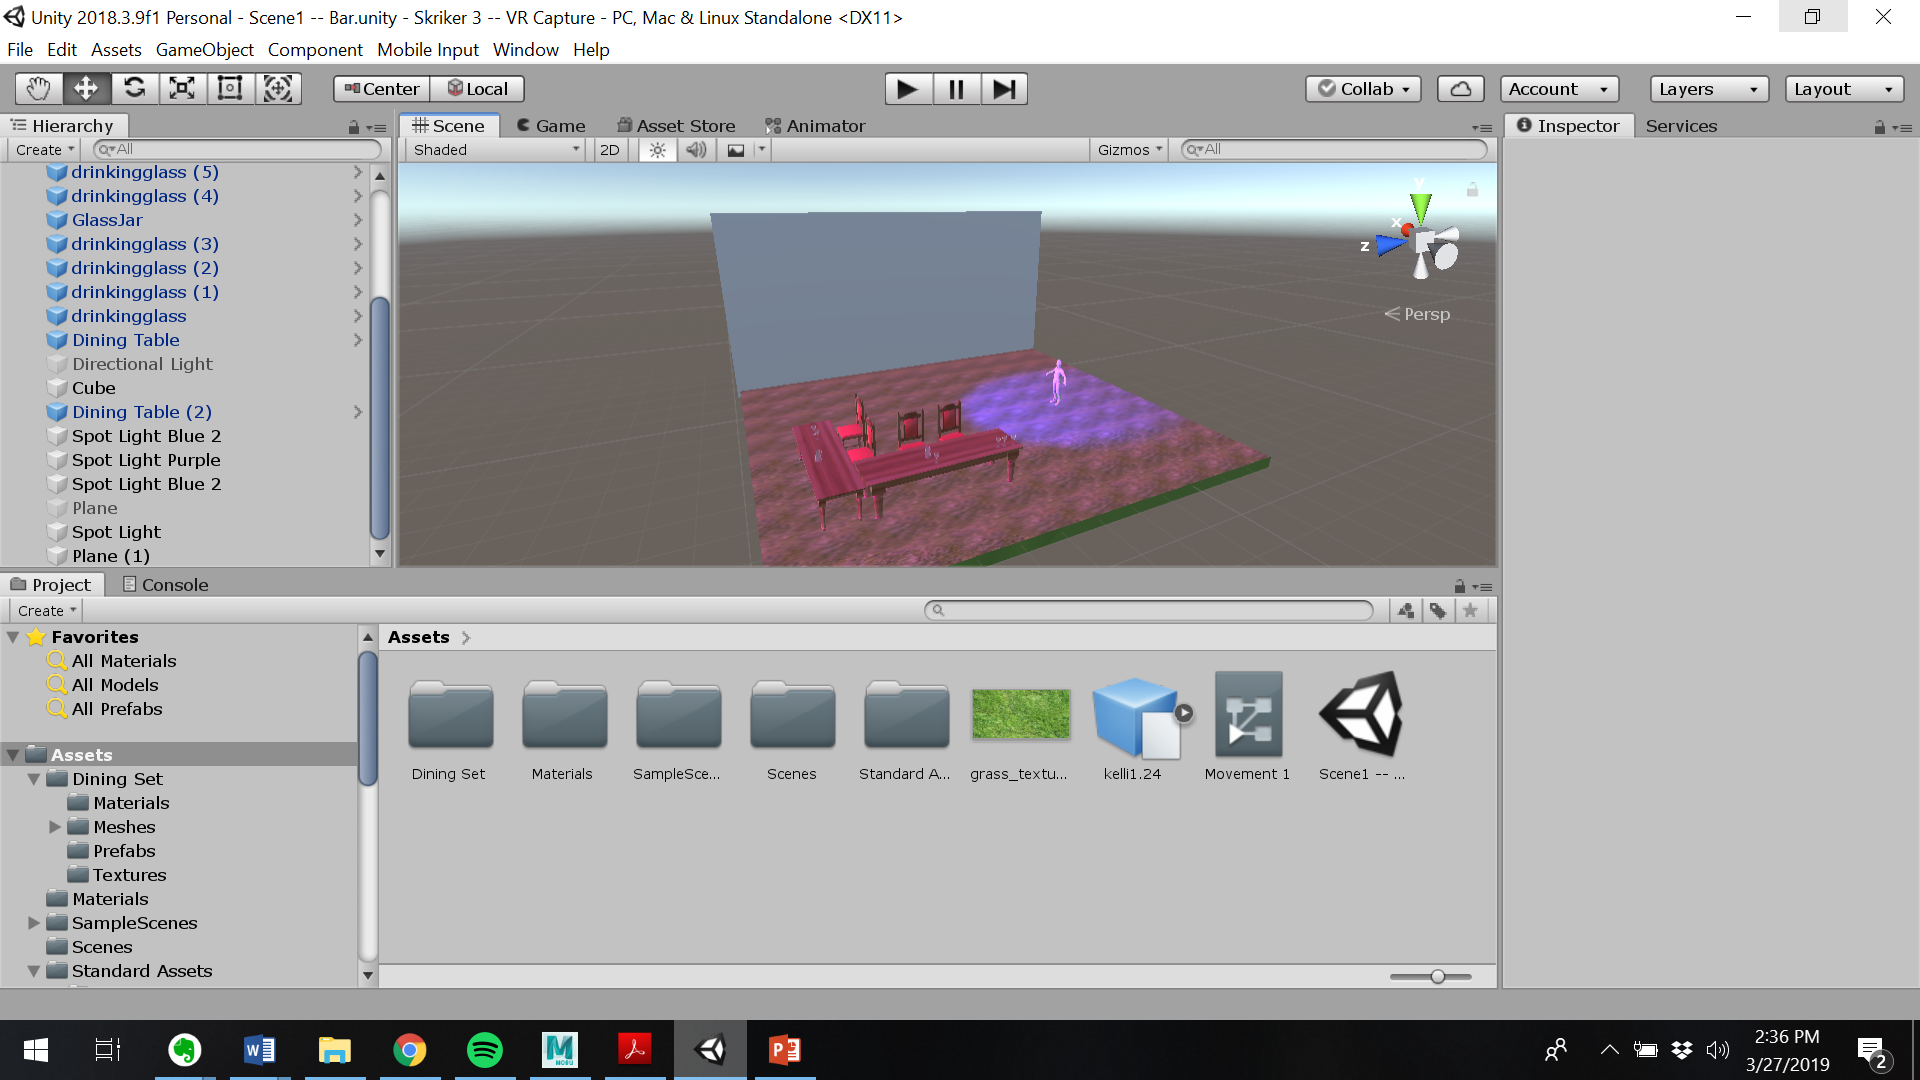 Unity 2018.3.9f1 Personal - Scene1 -- Bar.unity - Skriker 3 -- VR Capture - PC, Mac & Linux Standalone <DX11>
File Edit Assets GameObject Component Mobile Input Window Help
Center Local Collab Account Layers Layout
Hierarchy
Create All
drinkingglass (5)
drinkingglass (4)
GlassJar
drinkingglass (3)
drinkingglass (2)
drinkingglass (1)
drinkingglass
Dining Table
Directional Light
Cube
Dining Table (2)
Spot Light Blue 2
Spot Light Purple
Spot Light Blue 2
Plane
Spot Light
Plane (1)
Scene Game Asset Store Animator
Shaded 2D Gizmos All
y
x
z
Persp
Inspector Services
Project Console
Create
Favorites
All Materials
All Models
All Prefabs
Assets
Dining Set
Materials
Meshes
Prefabs
Textures
Materials
SampleScenes
Scenes
Standard Assets
Assets
Dining Set Materials SampleSce... Scenes Standard A... grass_textu... kelli1.24 Movement 1 Scene1 -- ...
2:36 PM
3/27/2019
2